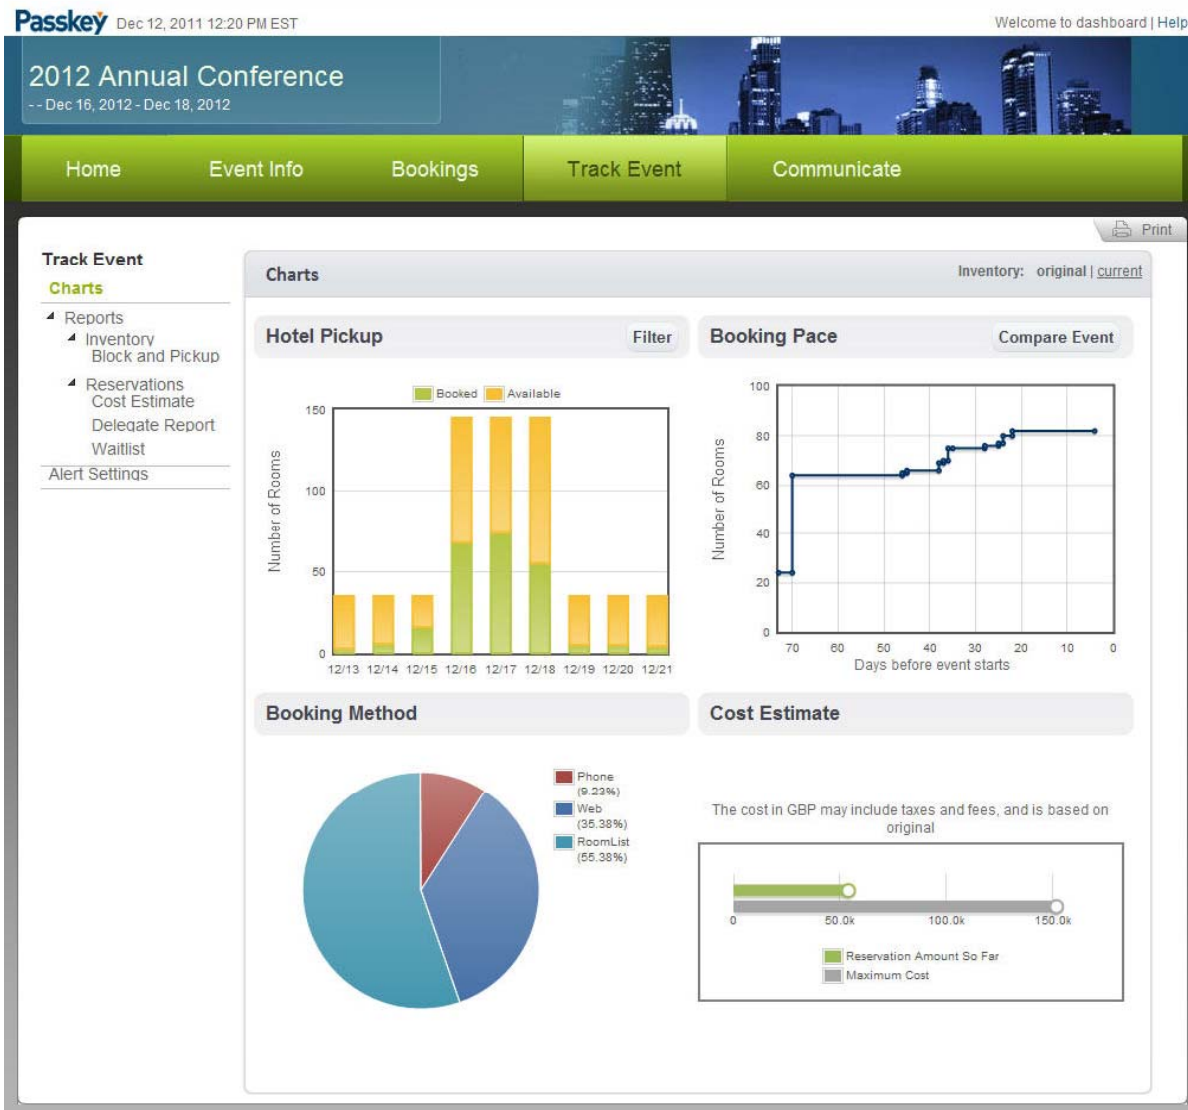 Passkey Dec 12, 2011 12:20 PM EST
Welcome to dashboard | Help
2012 Annual Conference
- - Dec 16, 2012 - Dec 18, 2012
Home Event Info Bookings Track Event Communicate
Print
Track Event
Charts
Reports
Inventory
Block and Pickup
Reservations
Cost Estimate
Delegate Report
Waitlist
Alert Settings
Charts
Inventory: original | current
Hotel Pickup Filter
Booked Available
Number of Rooms
150
100
50
0
12/13 12/14 12/15 12/16 12/17 12/18 12/19 12/20 12/21
Booking Pace Compare Event
Number of Rooms
100
80
60
40
20
0
70 60 50 40 30 20 10 0
Days before event starts
Booking Method
Phone
(9.23%)
Web
(35.38%)
RoomList
(55.38%)
Cost Estimate
The cost in GBP may include taxes and fees, and is based on
original
0 50.0k 100.0k 150.0k
Reservation Amount So Far
Maximum Cost